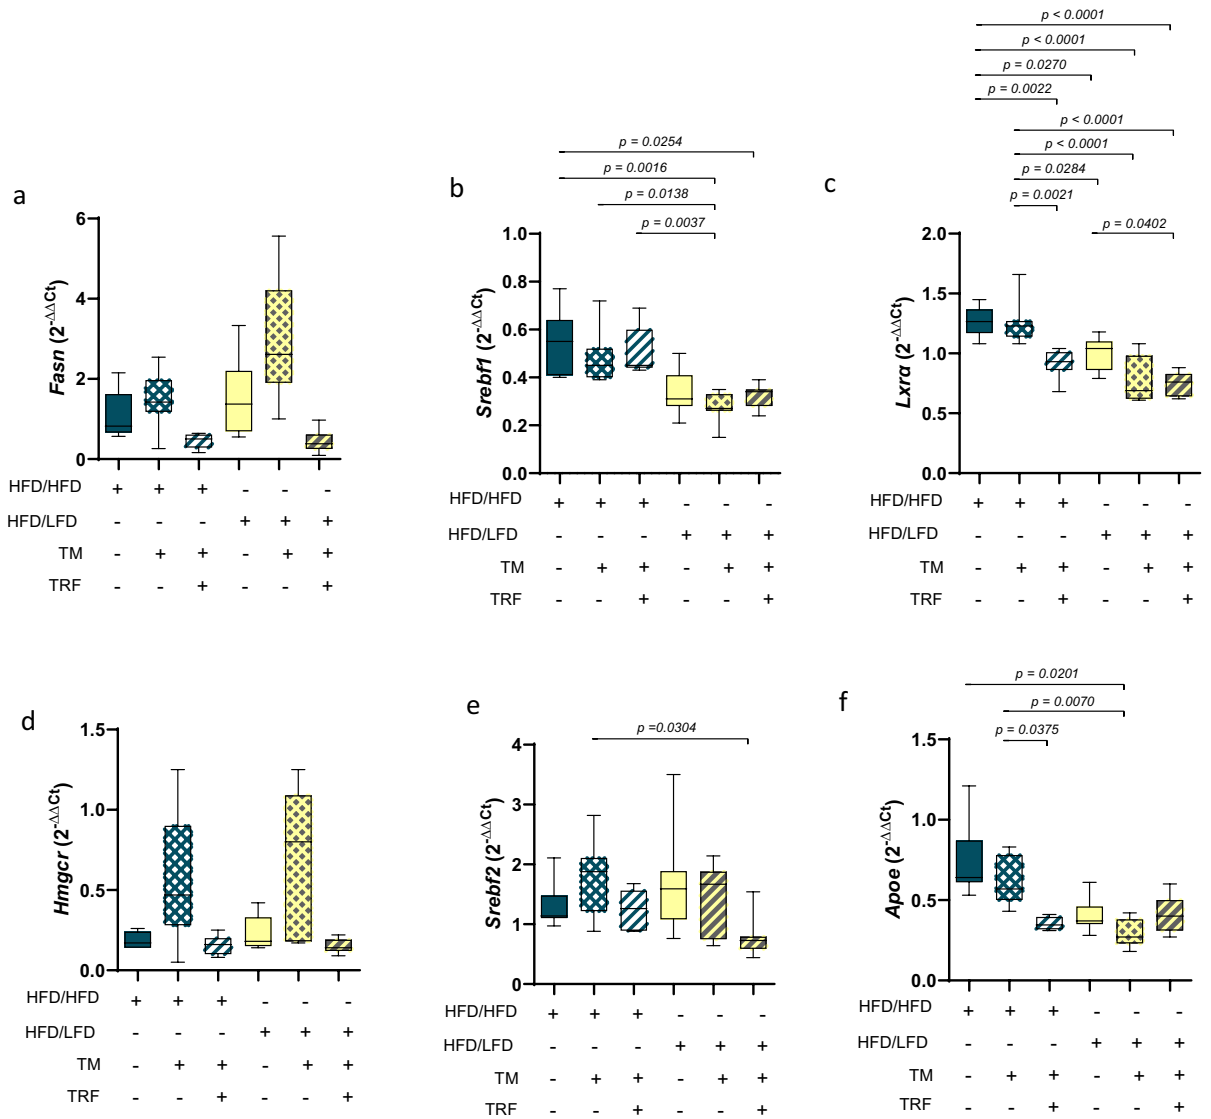 p < 0.0001
p < 0.0001
p = 0.0270
p = 0.0022
p < 0.0001
p < 0.0001
p = 0.0284
p = 0.0021
p = 0.0402
p = 0.0254
p = 0.0016
p = 0.0138
p = 0.0037
a
Fasn (2-ΔΔCt)
6
4
2
0
HFD/HFD + + + - - -
HFD/LFD - - - + + +
TM - + + - + +
TRF - - + - - +
b
Srebf1 (2-ΔΔCt)
1.0
0.8
0.6
0.4
0.2
0.0
HFD/HFD + + + - - -
HFD/LFD - - - + + +
TM - + + - + +
TRF - - + - - +
c
Lxrα (2-ΔΔCt)
2.0
1.5
1.0
0.5
0.0
HFD/HFD + + + - - -
HFD/LFD - - - + + +
TM - + + - + +
TRF - - + - - +
d
Hmgcr (2-ΔΔCt)
1.5
1.0
0.5
0.0
HFD/HFD + + + - - -
HFD/LFD - - - + + +
TM - + + - + +
TRF - - + - - +
e
p =0.0304
Srebf2 (2-ΔΔCt)
4
3
2
1
0
HFD/HFD + + + - - -
HFD/LFD - - - + + +
TM - + + - + +
TRF - - + - - +
f
p = 0.0201
p = 0.0070
p = 0.0375
Apoe (2-ΔΔCt)
1.5
1.0
0.5
0.0
HFD/HFD + + + - - -
HFD/LFD - - - + + +
TM - + + - + +
TRF - - + - - +